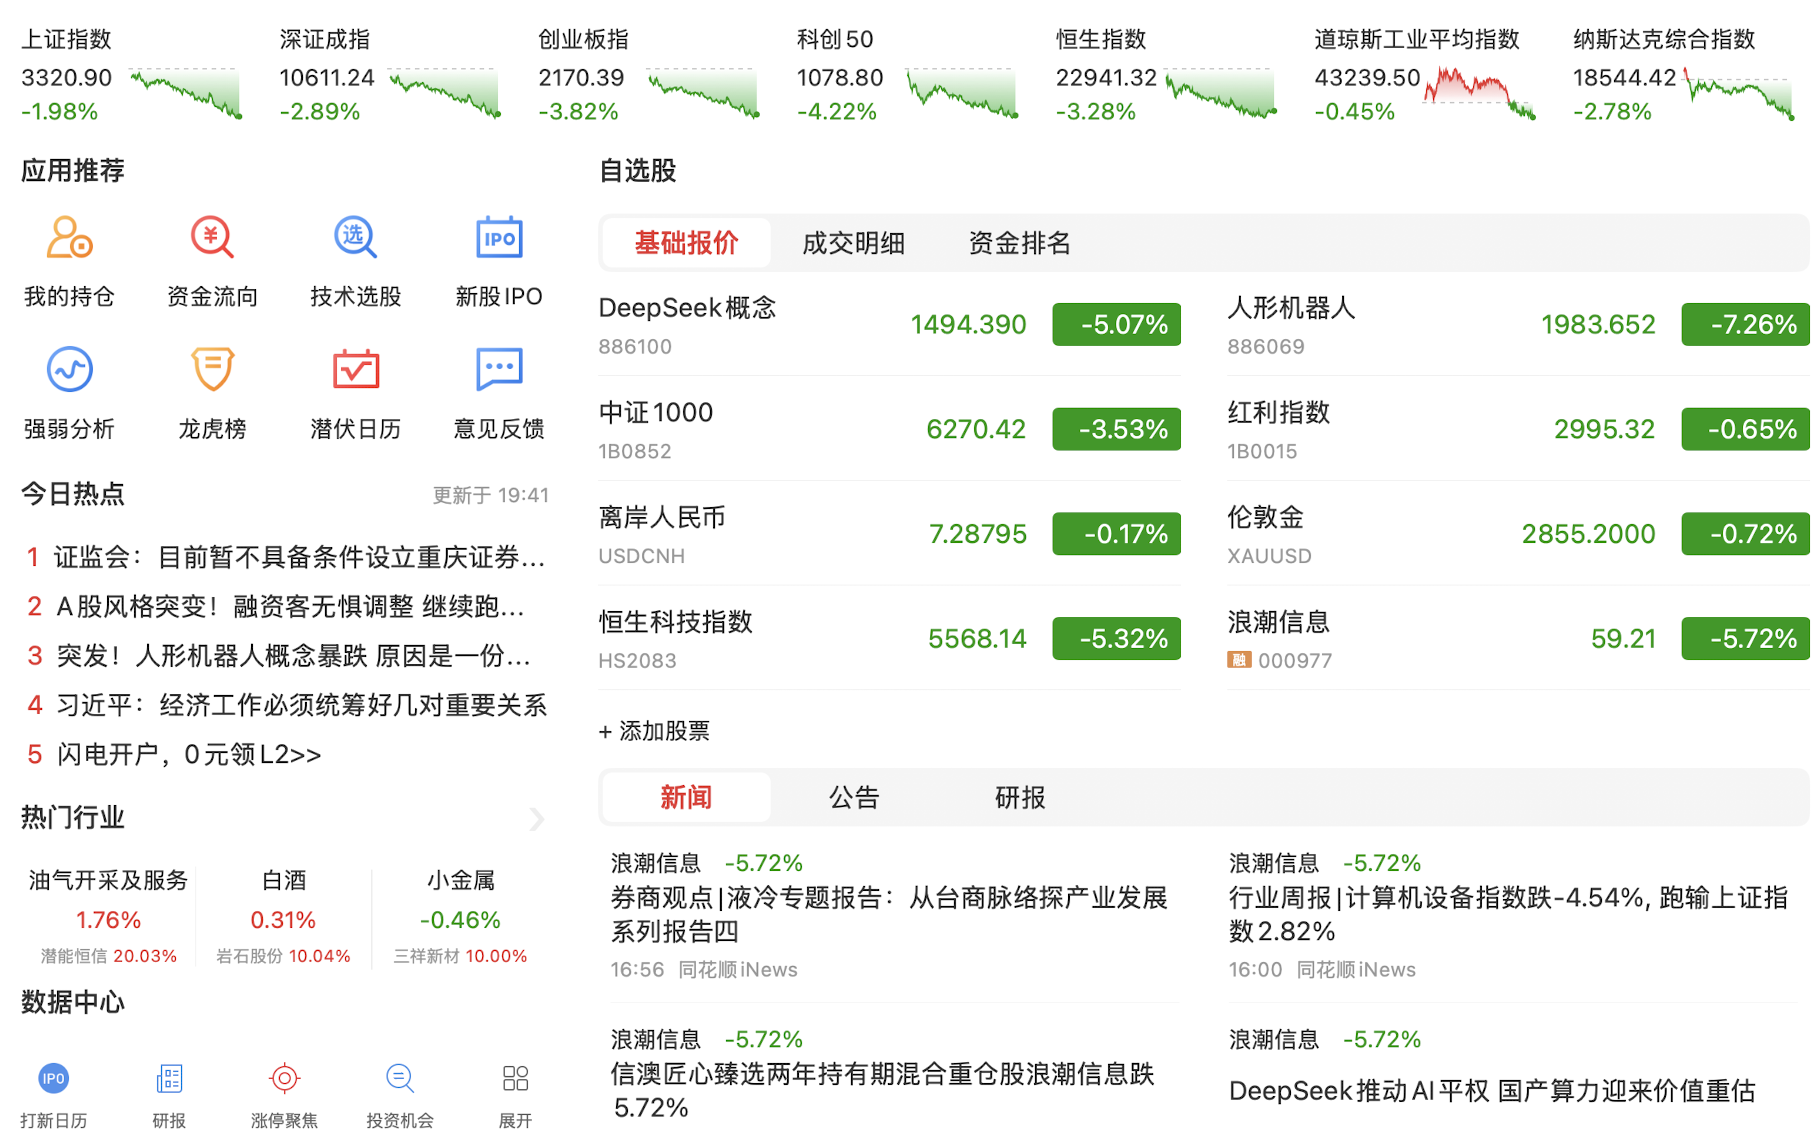 上证指数
3320.90
-1.98%
深证成指
10611.24
-2.89%
创业板指
2170.39
-3.82%
科创50
1078.80
-4.22%
恒生指数
22941.32
-3.28%
道琼斯工业平均指数
43239.50
-0.45%
纳斯达克综合指数
18544.42
-2.78%
应用推荐
¥
选
IPO
我的持仓
资金流向
技术选股
新股IPO
强弱分析
龙虎榜
潜伏日历
意见反馈
今日热点
更新于 19:41
1 证监会：目前暂不具备条件设立重庆证券...
2 A股风格突变！融资客无惧调整 继续跑...
3 突发！人形机器人概念暴跌 原因是一份...
4 习近平：经济工作必须统筹好几对重要关系
5 闪电开户，0元领L2>>
热门行业
油气开采及服务
1.76%
潜能恒信 20.03%
白酒
0.31%
岩石股份 10.04%
小金属
-0.46%
三祥新材 10.00%
数据中心
IPO
打新日历
研报
涨停聚焦
投资机会
展开
自选股
基础报价
成交明细
资金排名
DeepSeek概念
886100
1494.390
-5.07%
人形机器人
886069
1983.652
-7.26%
中证1000
1B0852
6270.42
-3.53%
红利指数
1B0015
2995.32
-0.65%
离岸人民币
USDCNH
7.28795
-0.17%
伦敦金
XAUUSD
2855.2000
-0.72%
恒生科技指数
HS2083
5568.14
-5.32%
浪潮信息
融 000977
59.21
-5.72%
+ 添加股票
新闻
公告
研报
浪潮信息 -5.72%
券商观点|液冷专题报告：从台商脉络探产业发展
系列报告四
16:56 同花顺iNews
浪潮信息 -5.72%
行业周报|计算机设备指数跌-4.54%, 跑输上证指
数2.82%
16:00 同花顺iNews
浪潮信息 -5.72%
信澳匠心臻选两年持有期混合重仓股浪潮信息跌
5.72%
浪潮信息 -5.72%
DeepSeek推动AI平权 国产算力迎来价值重估